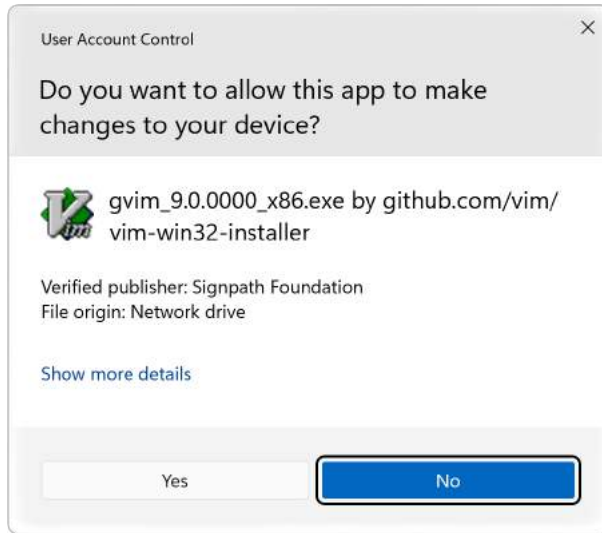 User Account Control
Do you want to allow this app to make
changes to your device?
Vim
gvim_9.0.0000_x86.exe by github.com/vim/
vim-win32-installer
Verified publisher: Signpath Foundation
File origin: Network drive
Show more details
Yes
No